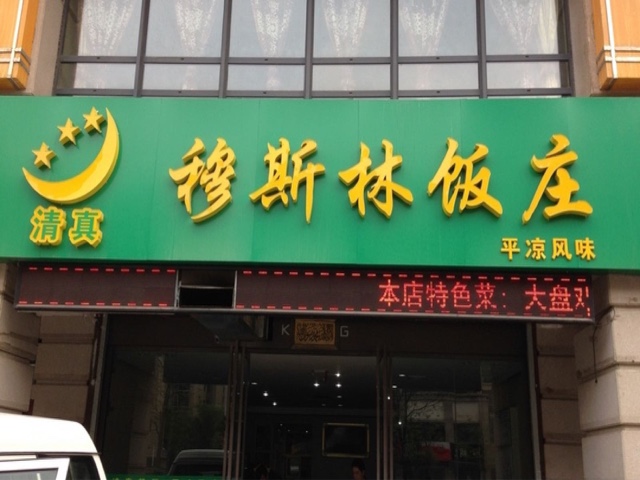 穆斯林饭庄
清真
平凉风味
本店特色菜：大盘鸡
K G